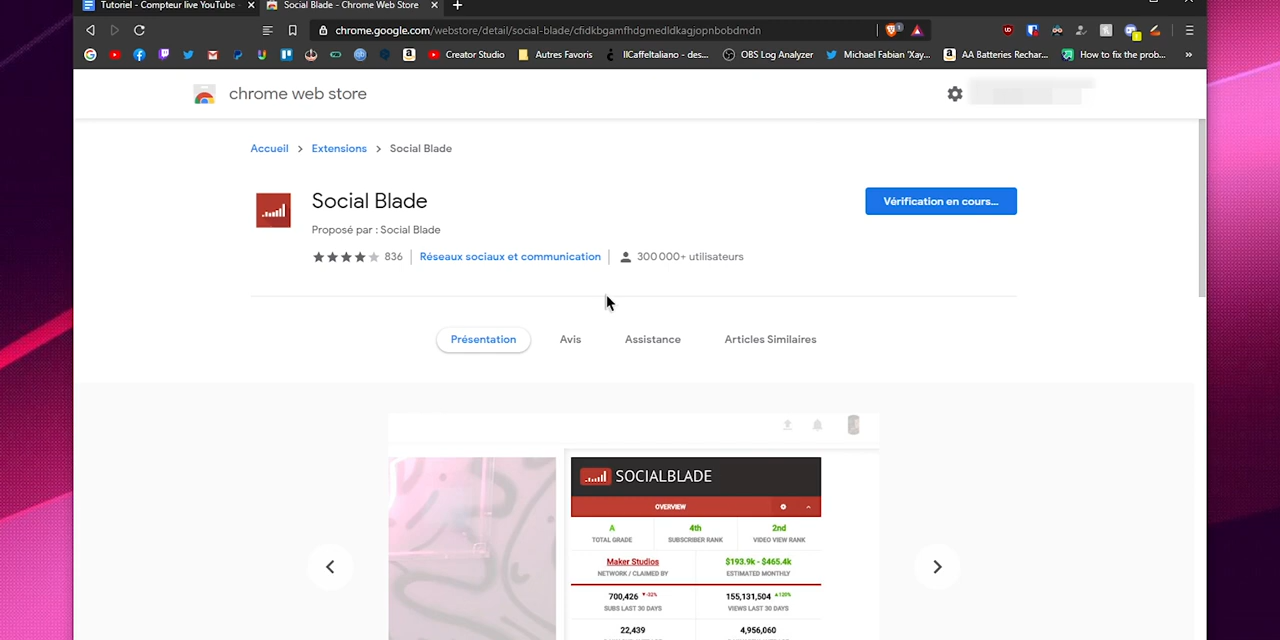 Tutoriel - Compteur live YouTube
Social Blade - Chrome Web Store
chrome.google.com/webstore/detail/social-blade/cfidkbgamfhdgmedldkagjopnbobdmdn
Creator Studio
Autres Favoris
IlCaffeItaliano - des...
OBS Log Analyzer
Michael Fabian 'Xay...
AA Batteries Rechar...
How to fix the prob...
chrome web store
Accueil > Extensions > Social Blade
Social Blade
Vérification en cours...
Proposé par : Social Blade
836
Réseaux sociaux et communication
300 000+ utilisateurs
Présentation
Avis
Assistance
Articles Similaires
SOCIALBLADE
OVERVIEW
A 4th 2nd
TOTAL GRADE SUBSCRIBER RANK VIDEO VIEW RANK
Maker Studios $193.9k - $465.4k
NETWORK / CLAIMED BY ESTIMATED MONTHLY
700,426 -32% 155,131,504 120%
SUBS LAST 30 DAYS VIEWS LAST 30 DAYS
22,439 4,956,060